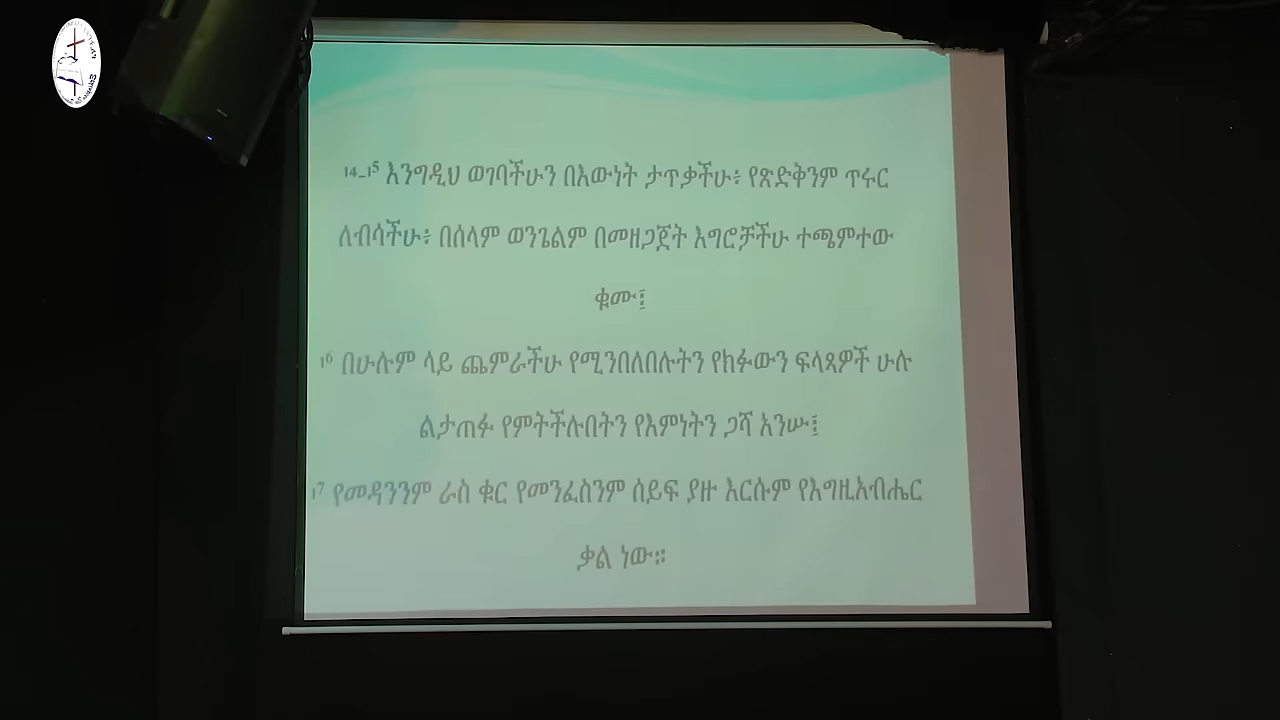 14-15 እንግዲህ ወገባችሁን በእውነት ታጥቃችሁ፥ የጽድቅንም ጥሩር
ለብሳችሁ፥ በሰላም ወንጌልም በመዘጋጀት እግሮቻችሁ ተጫምተው
ቁሙ፤
16 በሁሉም ላይ ጨምራችሁ የሚንበለበሉትን የክፉውን ፍላጻዎች ሁሉ
ልታጠፉ የምትችሉበትን የእምነትን ጋሻ አንሡ፤
17 የመዳንንም ራስ ቁር የመንፈስንም ሰይፍ ያዙ እርሱም የእግዚአብሔር
ቃል ነው።